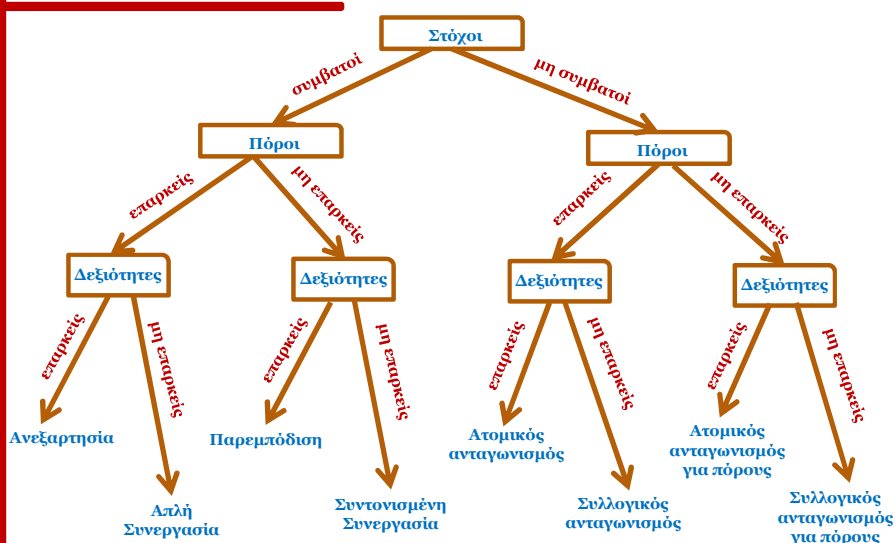 Στόχοι
συμβατοί
μη συμβατοί
Πόροι
Πόροι
επαρκείς
μη επαρκείς
επαρκείς
μη επαρκείς
Δεξιότητες
Δεξιότητες
Δεξιότητες
Δεξιότητες
επαρκείς
μη επαρκείς
επαρκείς
μη επαρκείς
επαρκείς
μη επαρκείς
επαρκείς
μη επαρκείς
Ανεξαρτησία
Απλή
Συνεργασία
Παρεμπόδιση
Συντονισμένη
Συνεργασία
Ατομικός
ανταγωνισμός
Συλλογικός
ανταγωνισμός
Ατομικός
ανταγωνισμός
για πόρους
Συλλογικός
ανταγωνισμός
για πόρους